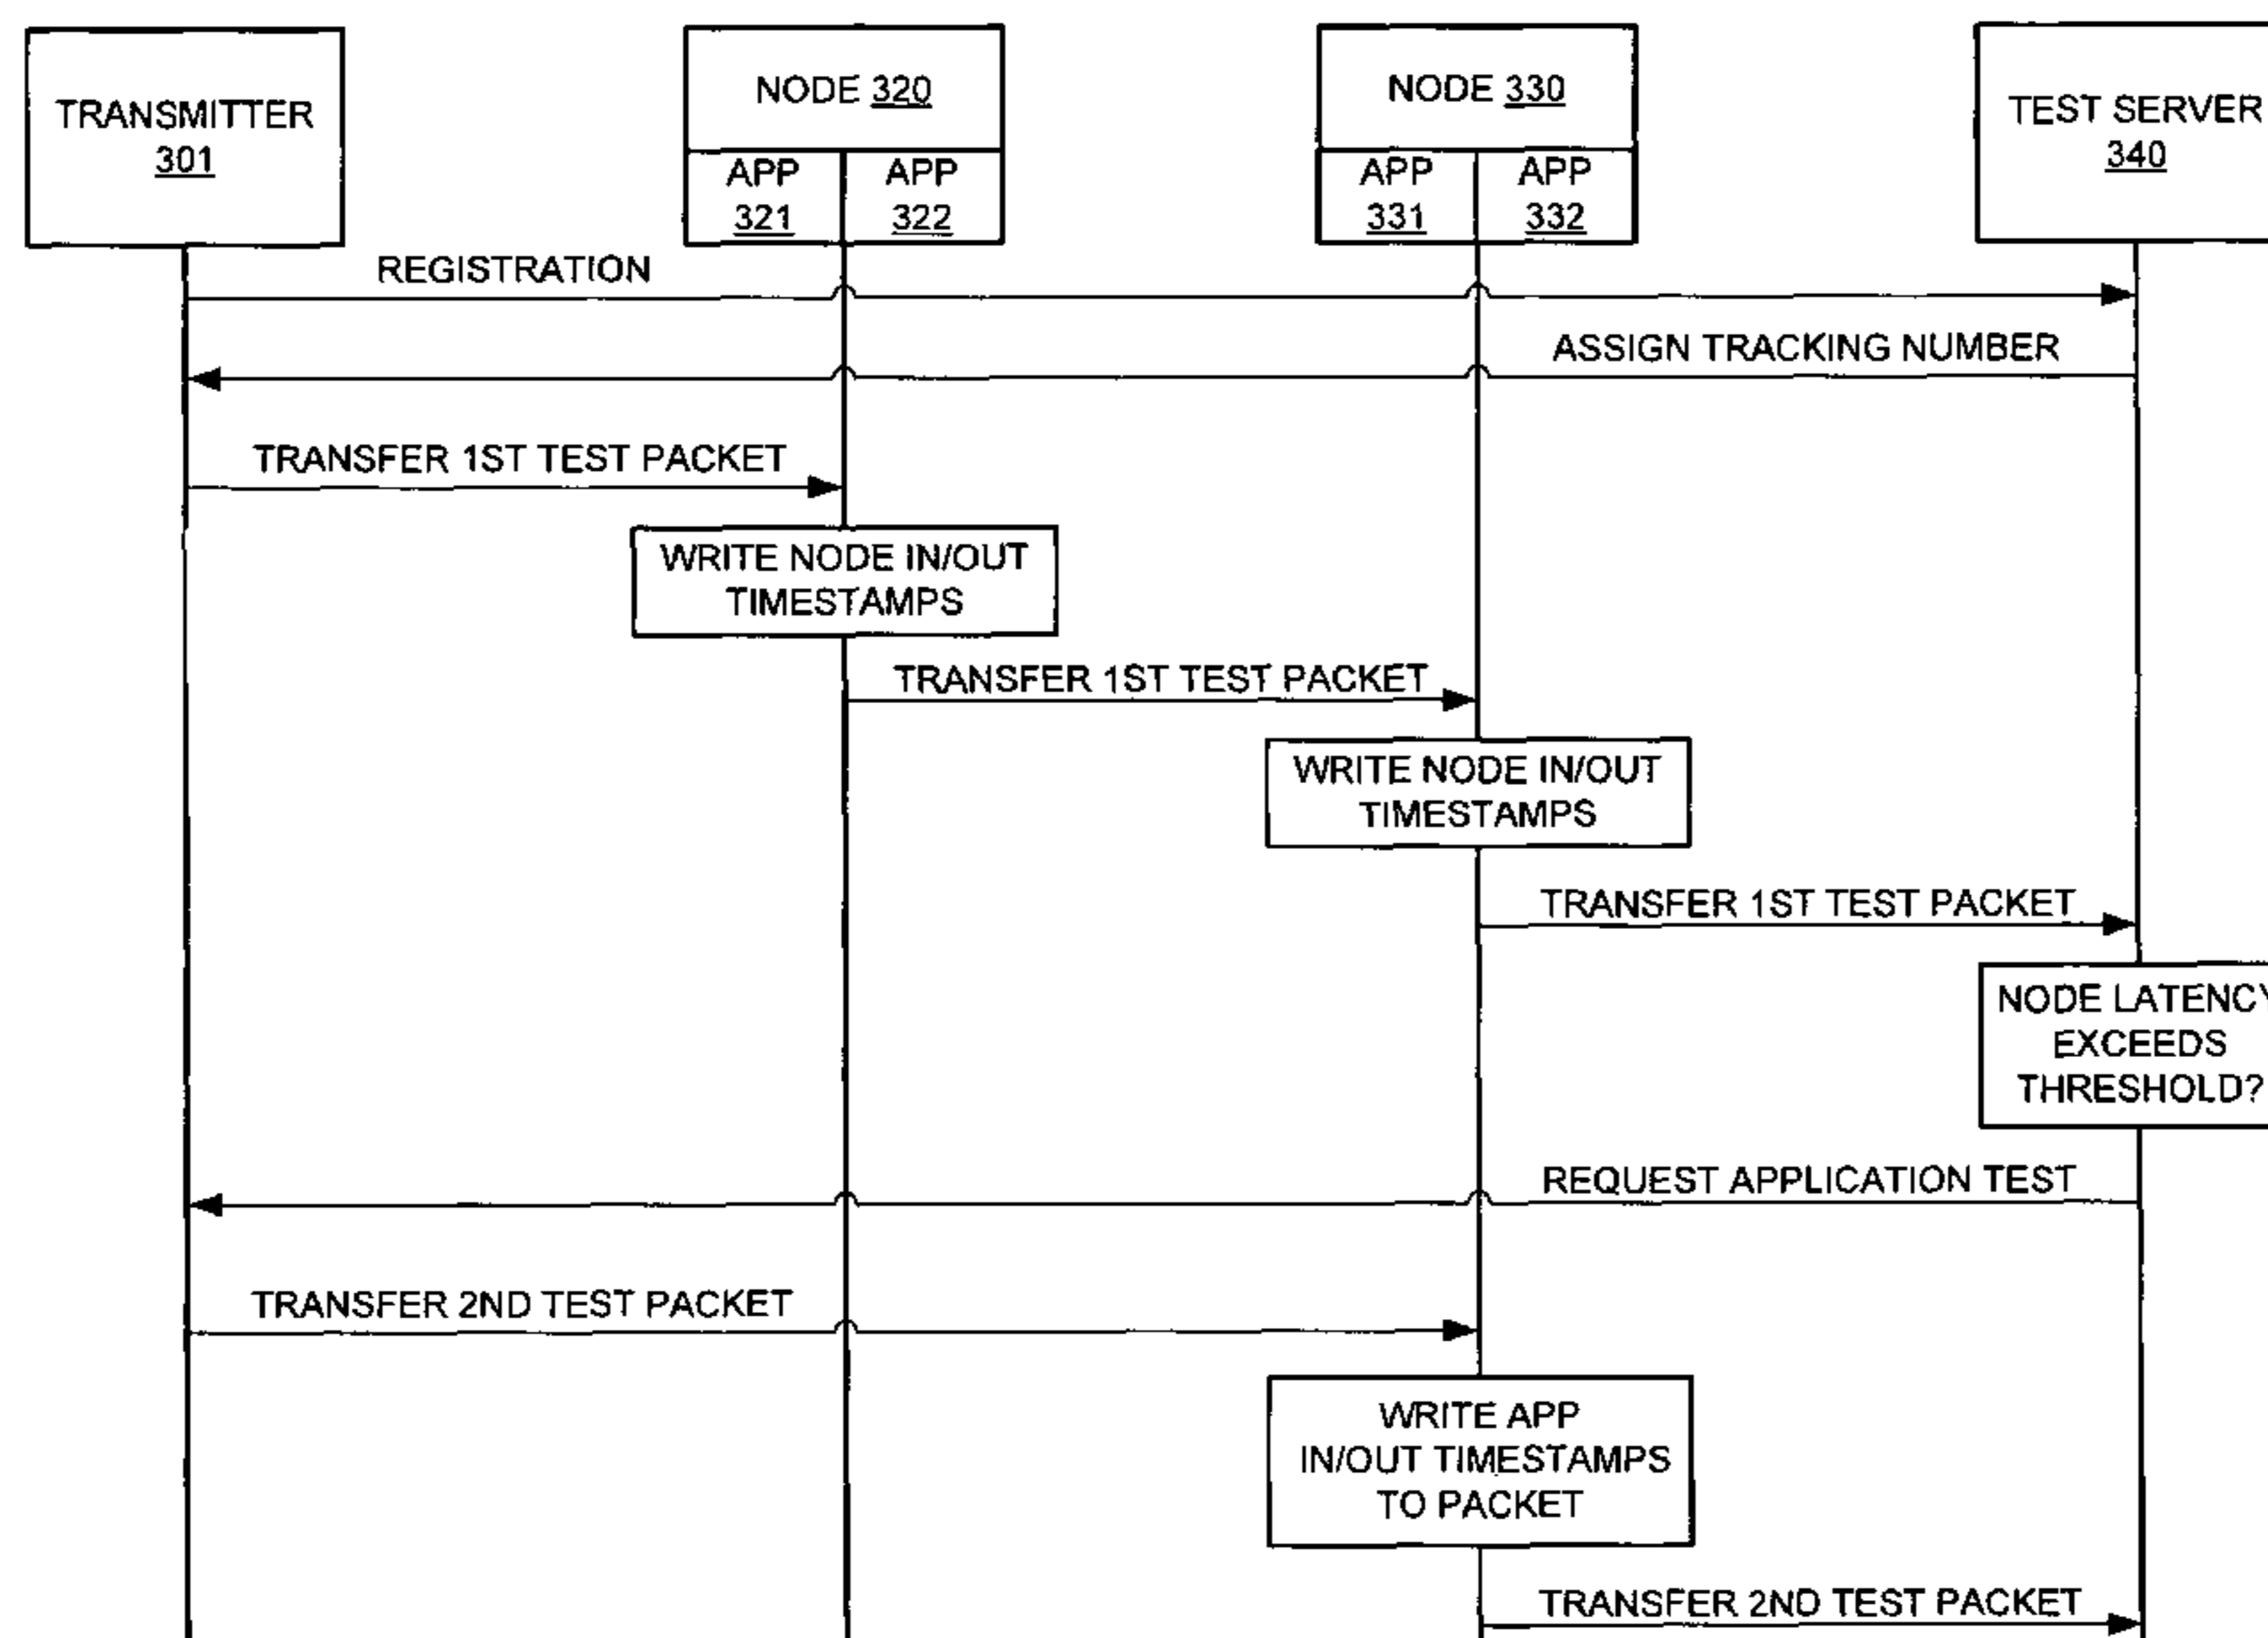 TRANSMITTER
301
NODE 320
APP
321
APP
322
NODE 330
APP
331
APP
332
TEST SERVER
340
REGISTRATION
ASSIGN TRACKING NUMBER
TRANSFER 1ST TEST PACKET
WRITE NODE IN/OUT
TIMESTAMPS
TRANSFER 1ST TEST PACKET
WRITE NODE IN/OUT
TIMESTAMPS
TRANSFER 1ST TEST PACKET
NODE LATENCY
EXCEEDS
THRESHOLD?
REQUEST APPLICATION TEST
TRANSFER 2ND TEST PACKET
WRITE APP
IN/OUT TIMESTAMPS
TO PACKET
TRANSFER 2ND TEST PACKET